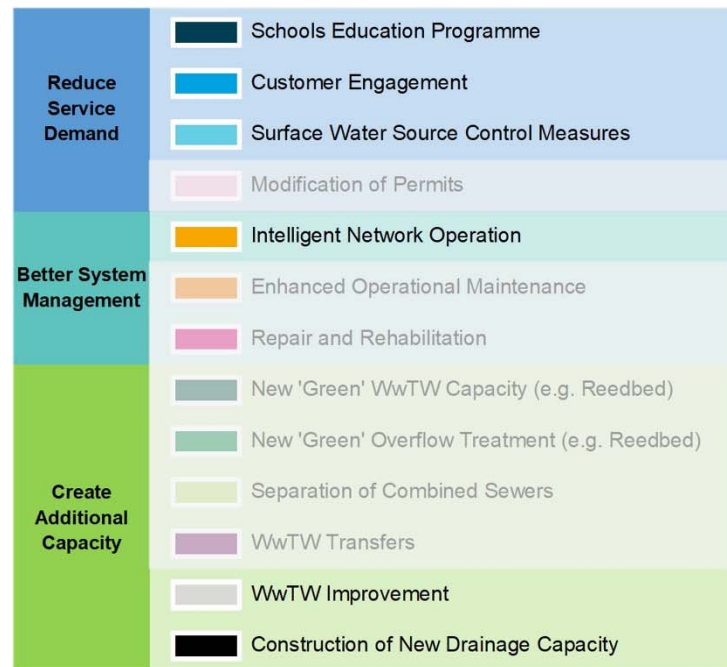 Reduce
Service
Demand
Schools Education Programme
Customer Engagement
Surface Water Source Control Measures
Modification of Permits
Better System
Management
Intelligent Network Operation
Enhanced Operational Maintenance
Repair and Rehabilitation
Create
Additional
Capacity
New 'Green' WwTW Capacity (e.g. Reedbed)
New 'Green' Overflow Treatment (e.g. Reedbed)
Separation of Combined Sewers
WwTW Transfers
WwTW Improvement
Construction of New Drainage Capacity